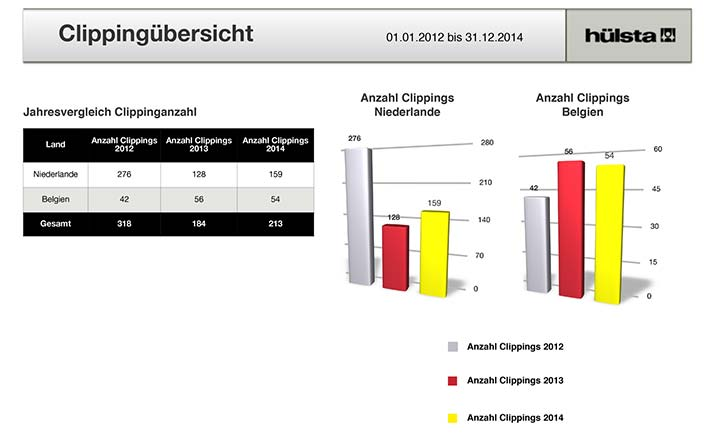 Clippingübersicht
01.01.2012 bis 31.12.2014
hülsta
Jahresvergleich Clippinganzahl
Land Anzahl Clippings 2012 Anzahl Clippings 2013 Anzahl Clippings 2014
Niederlande 276 128 159
Belgien 42 56 54
Gesamt 318 184 213
Anzahl Clippings
Niederlande
276
128
159
280
210
140
70
0
Anzahl Clippings
Belgien
42
56
54
60
45
30
15
0
Anzahl Clippings 2012
Anzahl Clippings 2013
Anzahl Clippings 2014